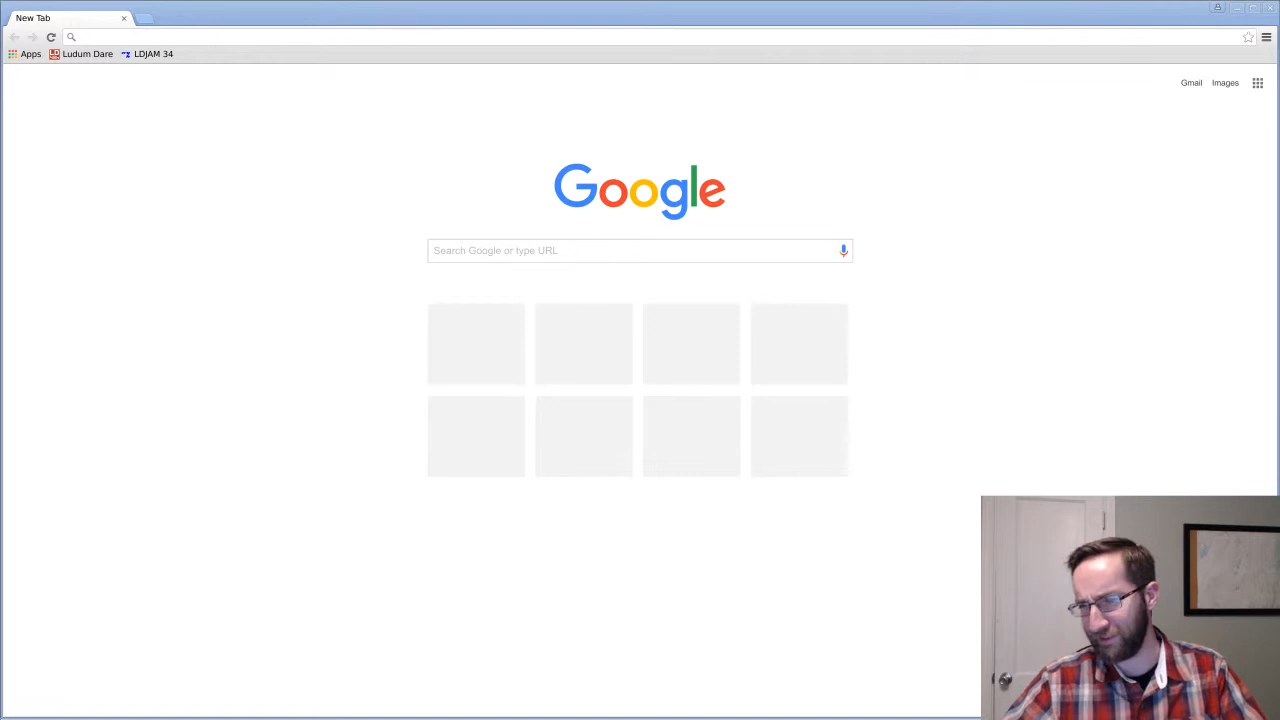 New Tab
Apps Ludum Dare LDJAM 34
Gmail Images
Google
Search Google or type URL